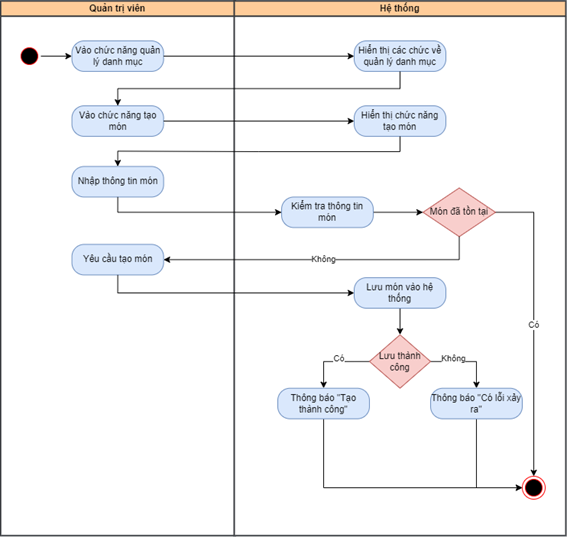 Quản trị viên
Hệ thống
Vào chức năng quản
lý danh mục
Hiển thị các chức về
quản lý danh mục
Vào chức năng tạo
món
Hiển thị chức năng
tạo món
Nhập thông tin món
Kiểm tra thông tin
món
Món đã tồn tại
Yêu cầu tạo món
Không
Lưu món vào hệ
thống
Có
Lưu thành
công
Có
Không
Thông báo "Tạo
thành công"
Thông báo "Có lỗi xảy
ra"